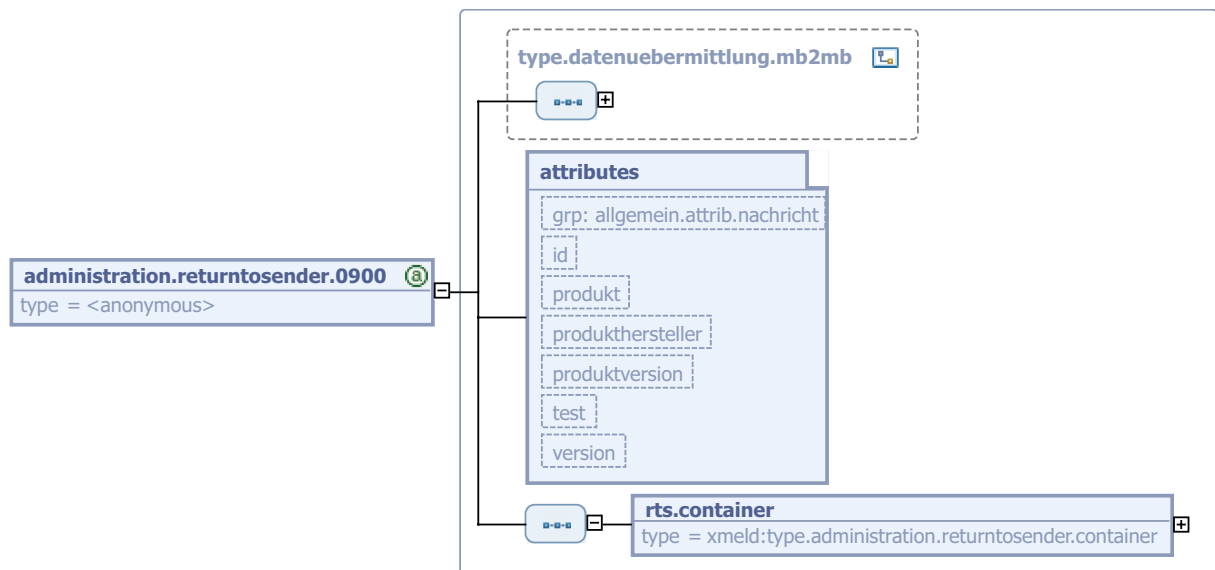 type.datenuebermittlung.mb2mb
attributes
grp: allgemein.attrib.nachricht
id
produkt
produkthersteller
produktversion
test
version
administration.returntosender.0900 a
type = <anonymous>
rts.container
type = xmeld:type.administration.returntosender.container